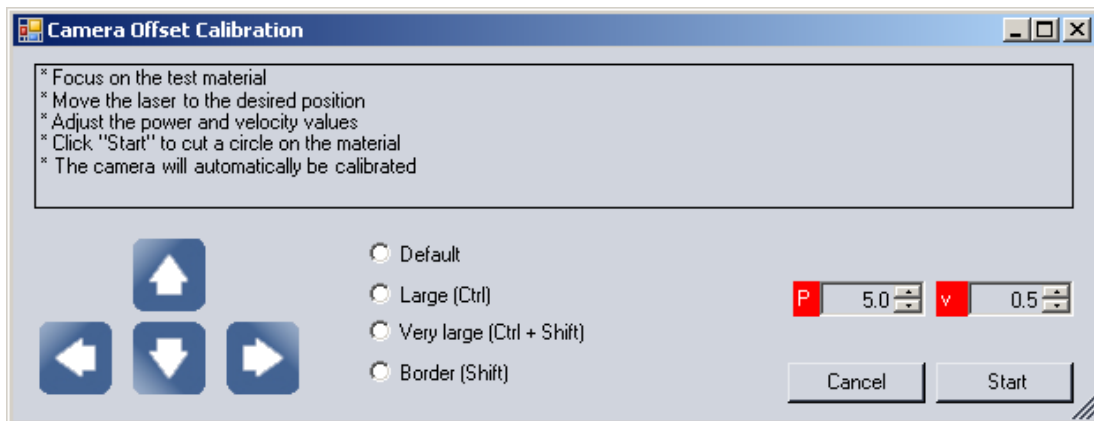 Camera Offset Calibration
* Focus on the test material
* Move the laser to the desired position
* Adjust the power and velocity values
* Click "Start" to cut a circle on the material
* The camera will automatically be calibrated
Default
Large (Ctrl)
Very large (Ctrl + Shift)
Border (Shift)
P 5.0 v 0.5
Cancel Start